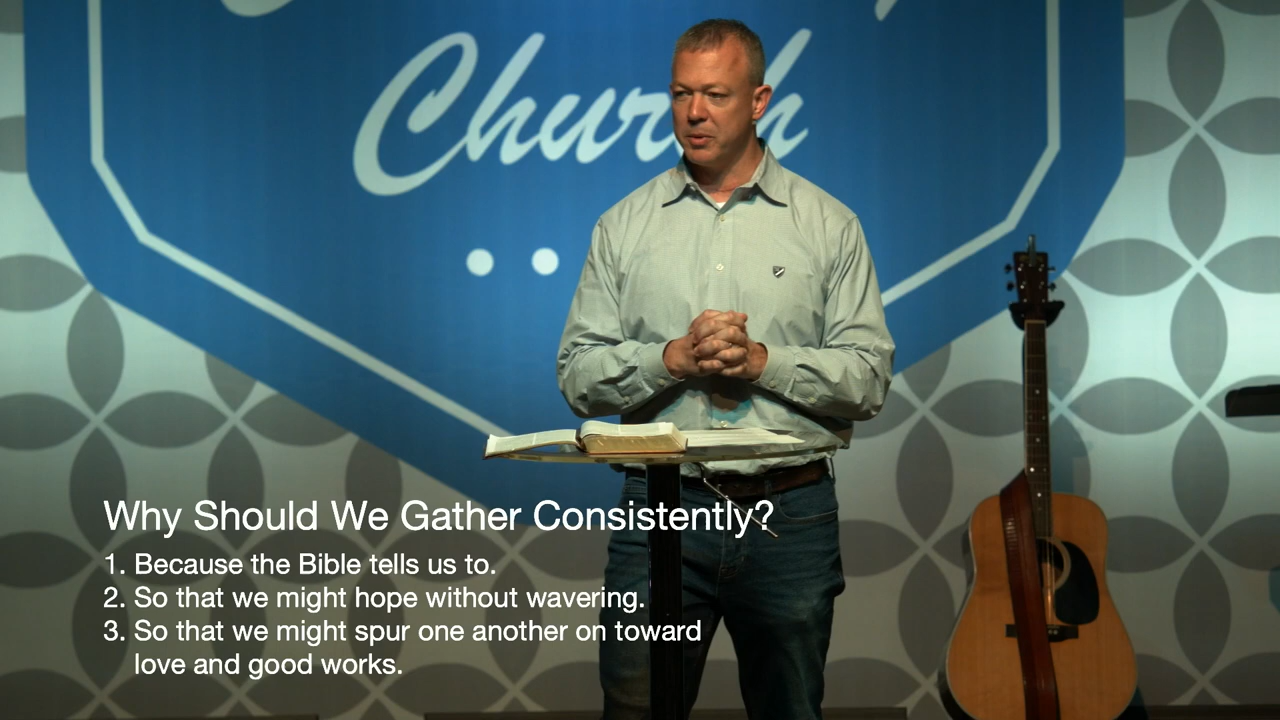 Church
Why Should We Gather Consistently?
1. Because the Bible tells us to.
2. So that we might hope without wavering.
3. So that we might spur one another on toward
love and good works.